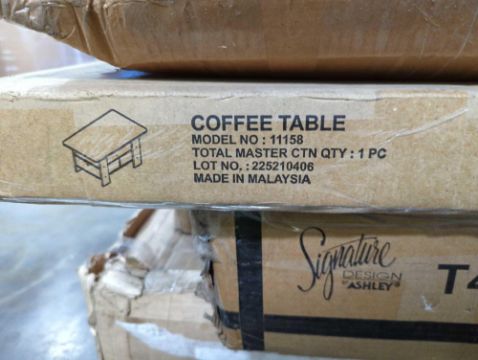 COFFEE TABLE
MODEL NO : 11158
TOTAL MASTER CTN QTY : 1 PC
LOT NO, : 225210406
MADE IN MALAYSIA
Signature
DESIGN
BY ASHLEY®
T4